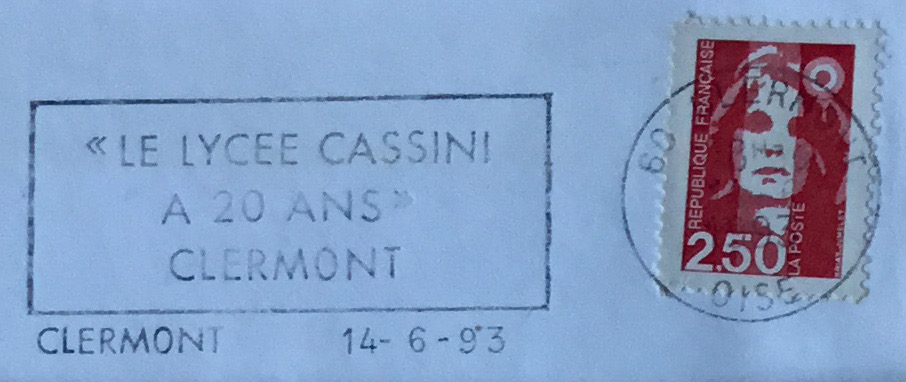 « LE LYCEE CASSINI
A 20 ANS »
CLERMONT
CLERMONT 14-6-93
REPUBLIQUE FRANÇAISE
2,50
LA POSTE
60
OISE